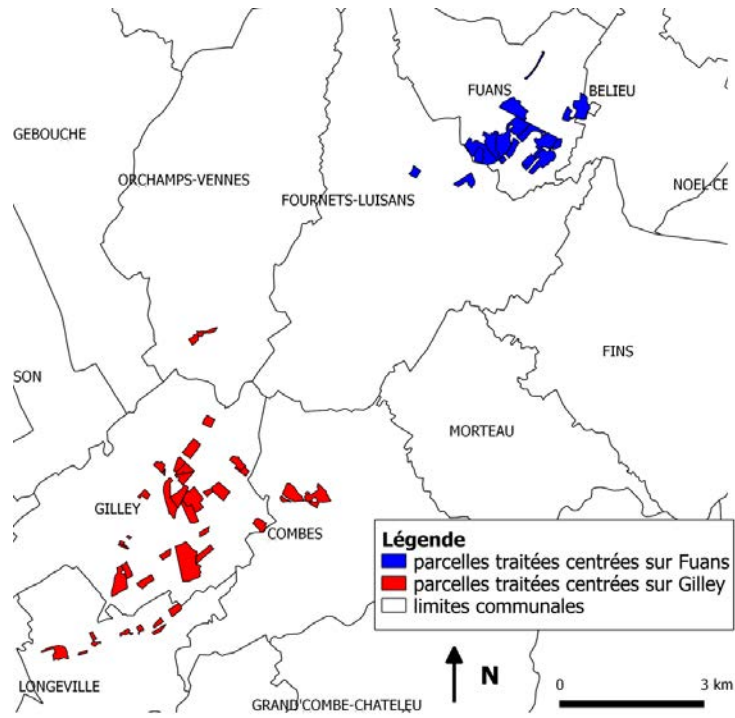 FUANS
BELIEU
GEBOUCHE
ORCHAMPS-VENNES
NOEL-CE
FOURNETS-LUISANS
FINS
SON
MORTEAU
GILLEY
COMBES
Légende
parcelles traitées centrées sur Fuans
parcelles traitées centrées sur Gilley
limites communales
LONGEVILLE
GRAND'COMBE-CHATELEU
N
0 3 km